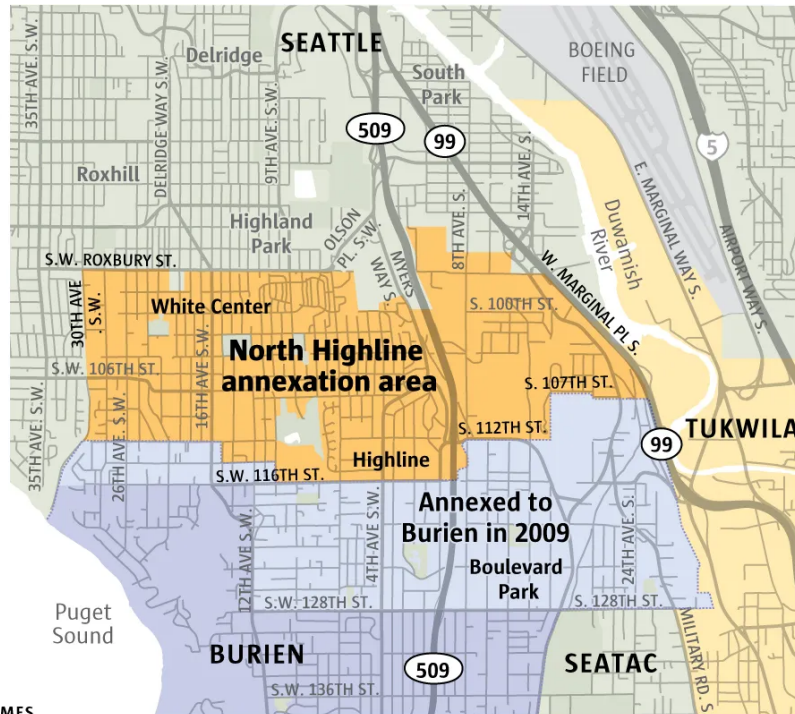 SEATTLE
Delridge
BOEING
FIELD
South
Park
35TH AVE. S.W.
DELRIDGE WAY S.W.
9TH AVE. S.W.
509
99
14TH AVE. S.
5
Roxhill
Highland
Park
OLSON
PL. S.W.
MYERS
WAY S.
8TH AVE. S.
Duwamish
River
E. MARGINAL WAY S.
AIRPORT WAY S.
W. MARGINAL PL S.
S.W. ROXBURY ST.
30TH AVE
S.W.
White Center
S. 100TH ST.
North Highline
annexation area
S.W. 106TH ST.
16TH AVE S.W.
S. 107TH ST.
S. 112TH ST.
99
TUKWILA
35TH AVE. S.W.
26TH AVE. S.W.
Highline
S.W. 116TH ST.
Annexed to
Burien in 2009
12TH AVE S.W.
4TH AVE S.W.
24TH AVE. S.
Boulevard
Park
S.W. 128TH ST.
S. 128TH ST.
Puget
Sound
BURIEN
509
SEATAC
MILITARY RD. S
S.W. 136TH ST.
MES